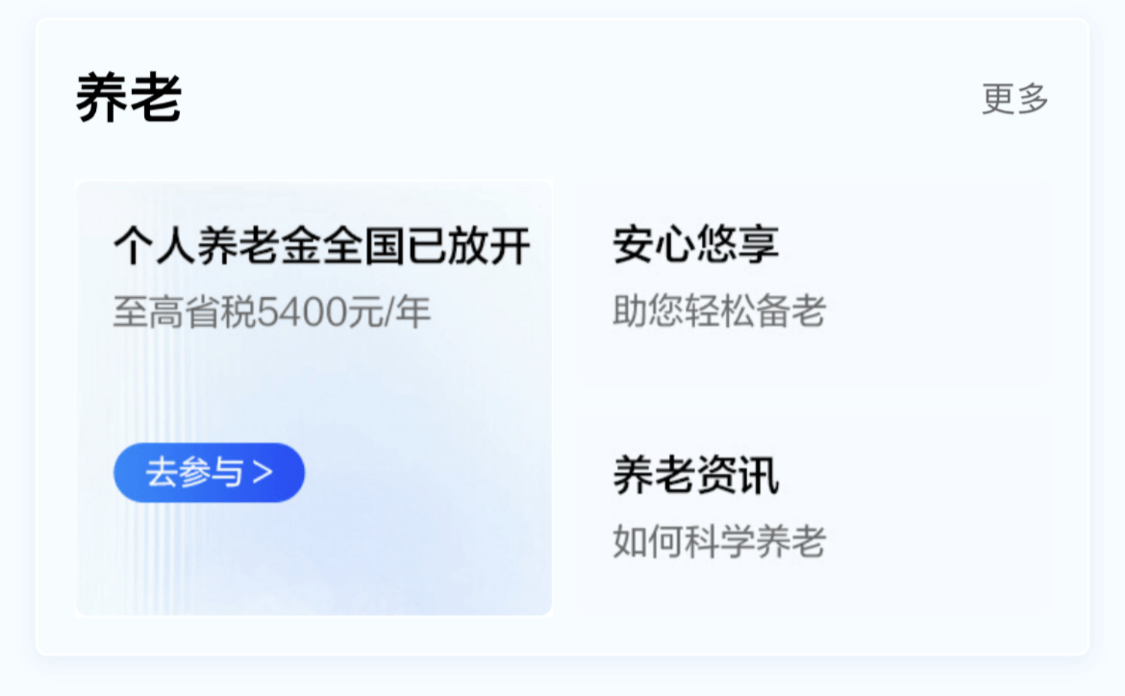 养老
更多
个人养老金全国已放开
至高省税5400元/年
去参与 >
安心悠享
助您轻松备老
养老资讯
如何科学养老